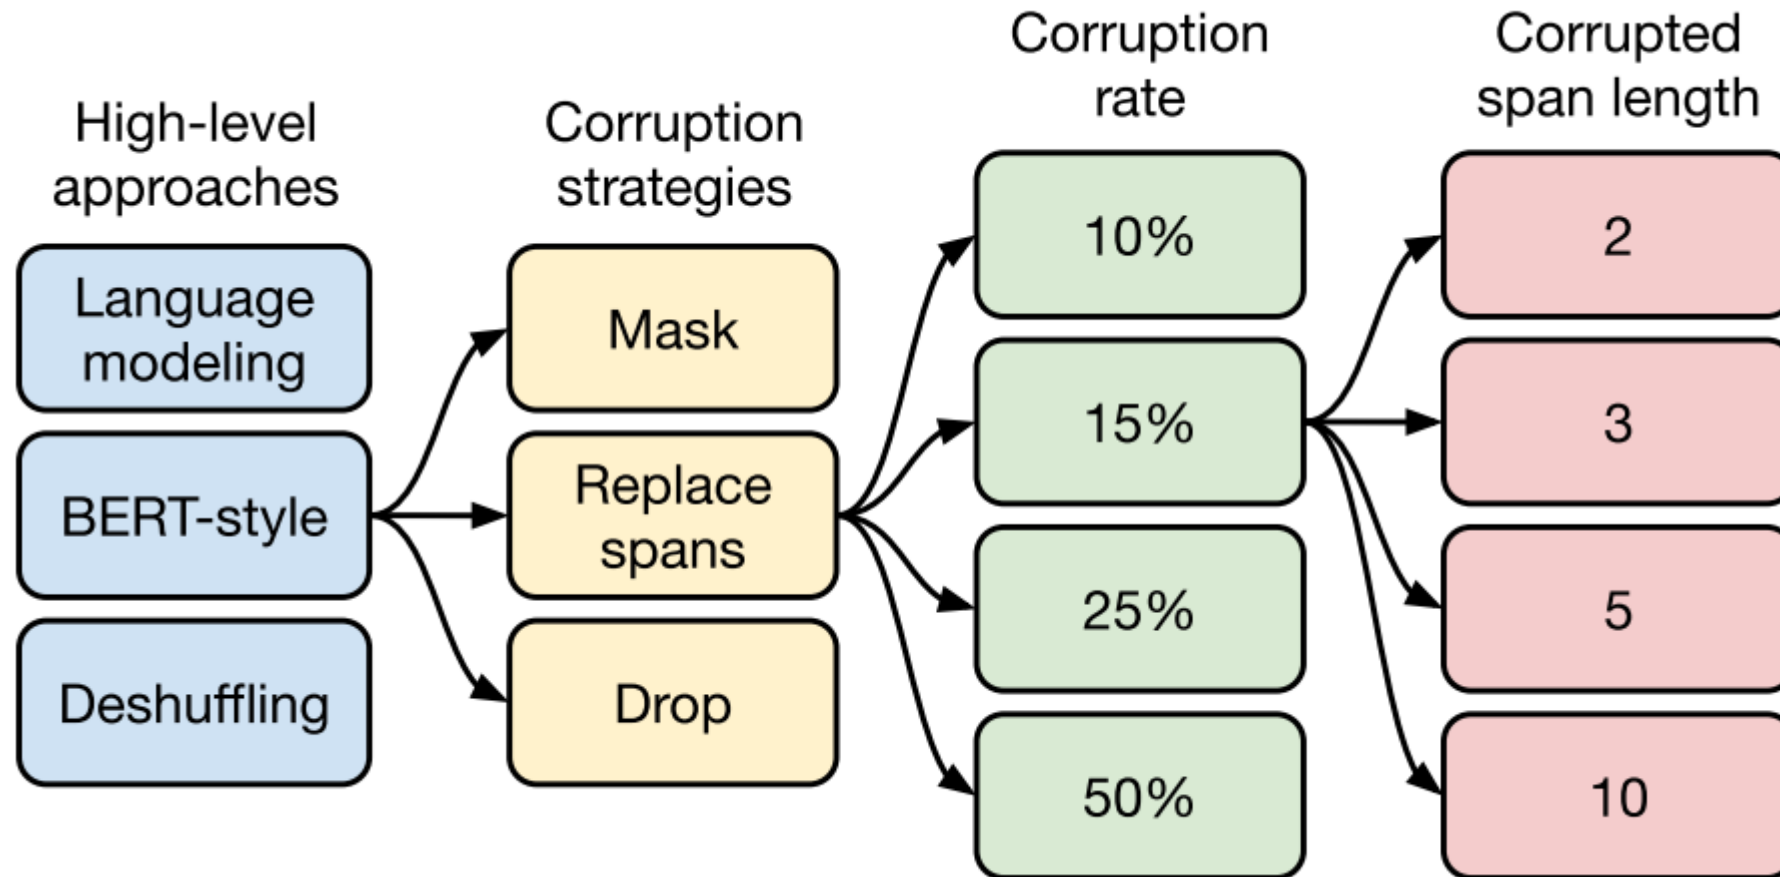 High-level
approaches
Language
modeling
BERT-style
Deshuffling
Corruption
strategies
Mask
Replace
spans
Drop
Corruption
rate
10%
15%
25%
50%
Corrupted
span length
2
3
5
10